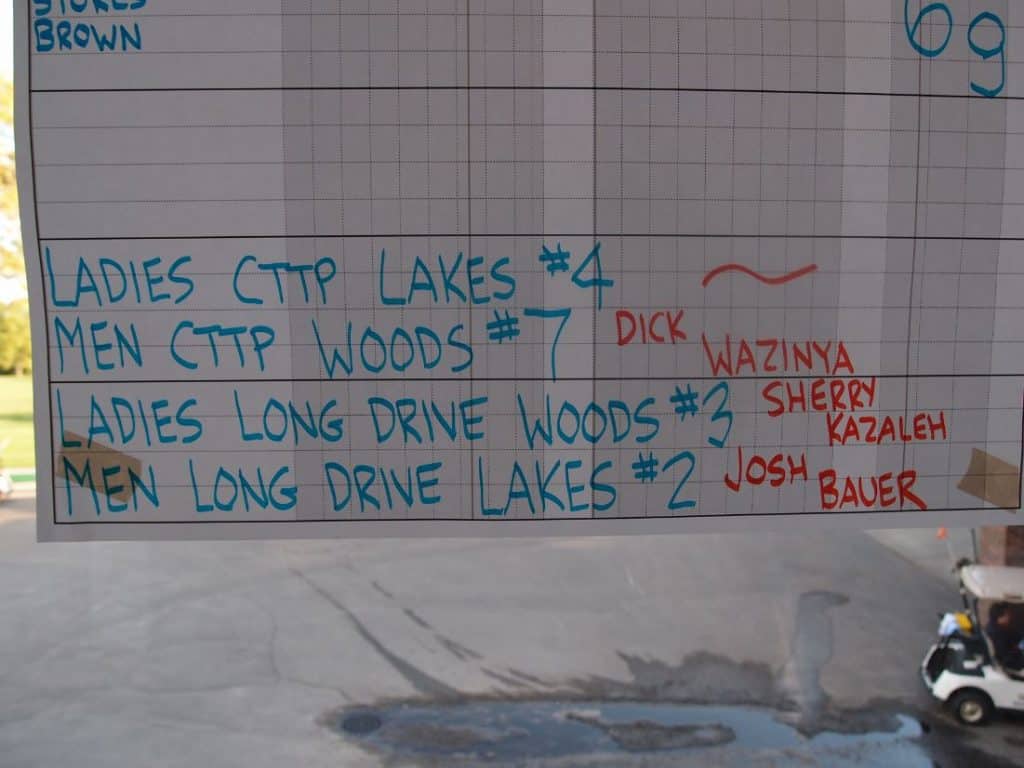 STOKES
BROWN 69
LADIES CTTP LAKES #4
MEN CTTP WOODS #7 DICK WAZINYA
LADIES LONG DRIVE WOODS #3 SHERRY KAZALEH
MEN LONG DRIVE LAKES #2 JOSH BAUER